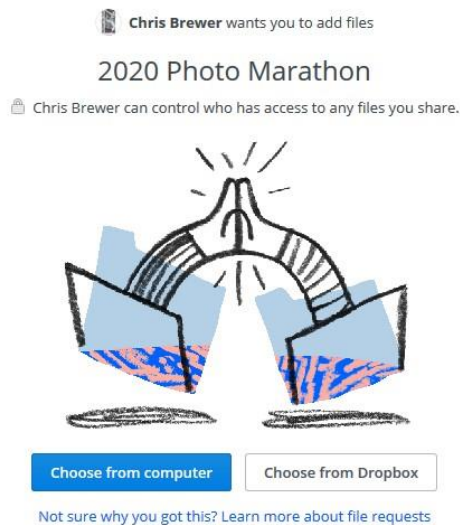 Chris Brewer wants you to add files
2020 Photo Marathon
Chris Brewer can control who has access to any files you share.
Choose from computer
Choose from Dropbox
Not sure why you got this? Learn more about file requests